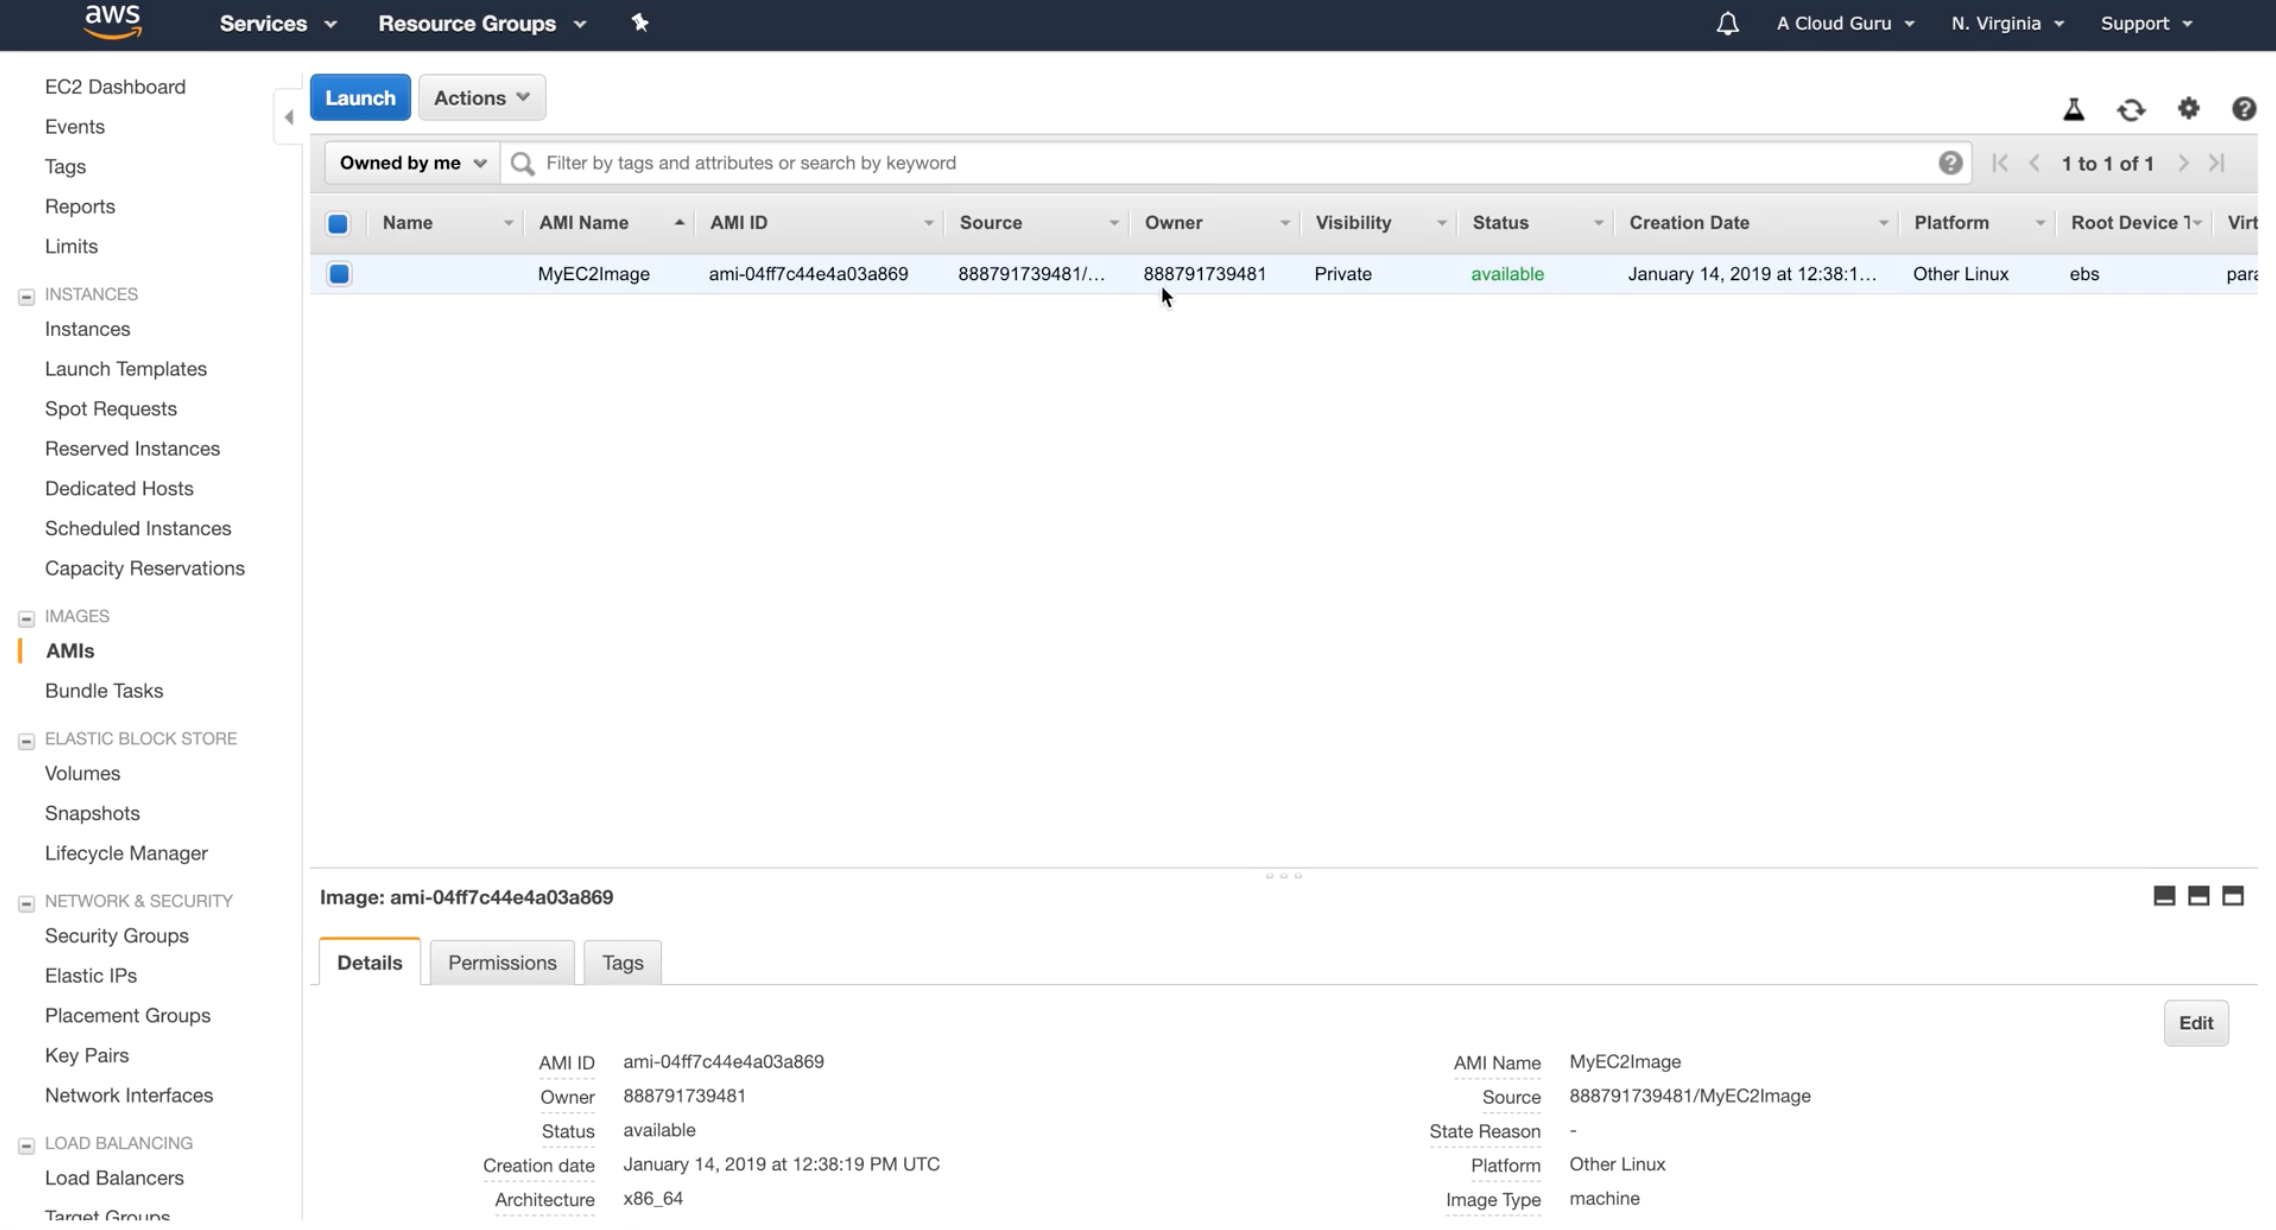 aws Services Resource Groups A Cloud Guru N. Virginia Support
EC2 Dashboard
Events
Tags
Reports
Limits
INSTANCES
Instances
Launch Templates
Spot Requests
Reserved Instances
Dedicated Hosts
Scheduled Instances
Capacity Reservations
IMAGES
AMIs
Bundle Tasks
ELASTIC BLOCK STORE
Volumes
Snapshots
Lifecycle Manager
NETWORK & SECURITY
Security Groups
Elastic IPs
Placement Groups
Key Pairs
Network Interfaces
LOAD BALANCING
Load Balancers
Target Groups
Launch Actions
Owned by me Filter by tags and attributes or search by keyword 1 to 1 of 1
Name AMI Name AMI ID Source Owner Visibility Status Creation Date Platform Root Device T Virt
MyEC2Image ami-04ff7c44e4a03a869 888791739481/... 888791739481 Private available January 14, 2019 at 12:38:1... Other Linux ebs para
Image: ami-04ff7c44e4a03a869
Details Permissions Tags
Edit
AMI ID ami-04ff7c44e4a03a869 AMI Name MyEC2Image
Owner 888791739481 Source 888791739481/MyEC2Image
Status available State Reason -
Creation date January 14, 2019 at 12:38:19 PM UTC Platform Other Linux
Architecture x86_64 Image Type machine